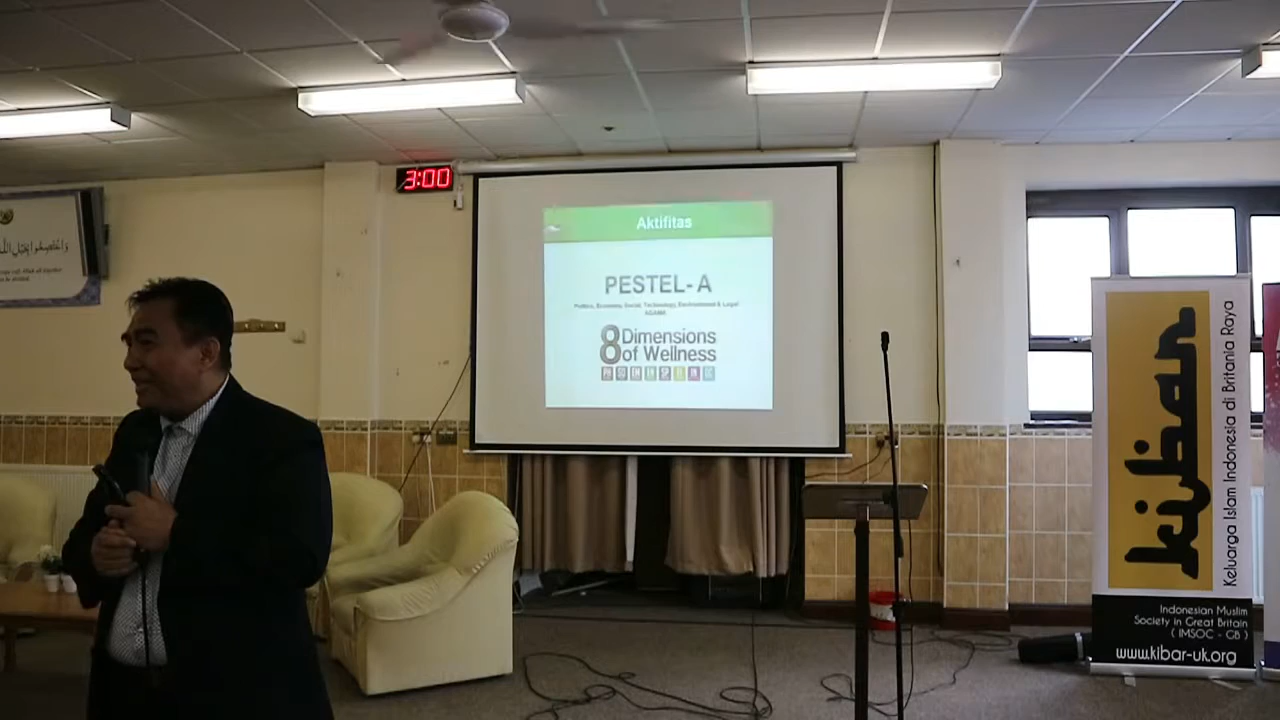 3:00
Aktifitas
PESTEL- A
Politics, Economy, Social, Technology, Environment & Legal
AGAMA
8 Dimensions
of Wellness
kibar
Keluarga Islam Indonesia di Britania Raya
Indonesian Muslim
Society in Great Britain
( IMSOC - GB )
www.kibar-uk.org